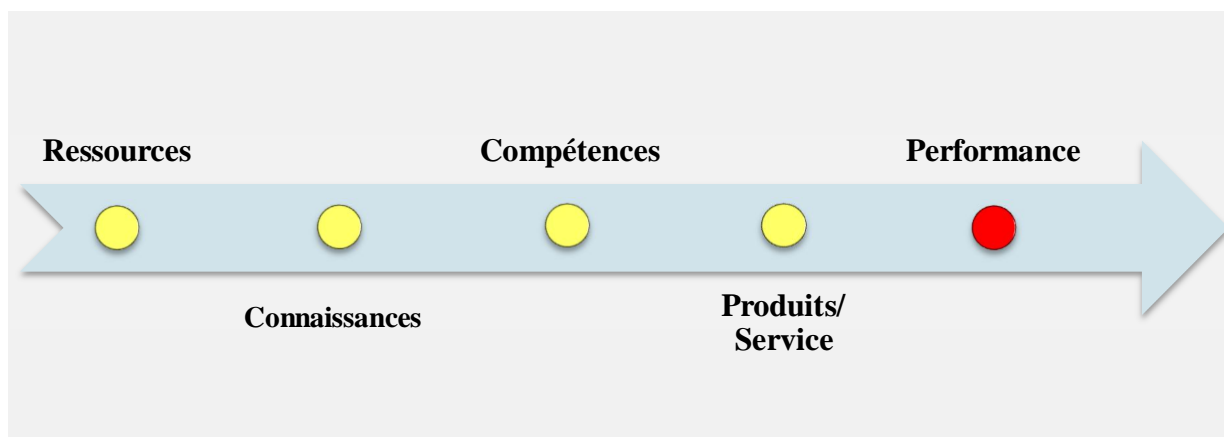 Ressources
Connaissances
Compétences
Produits/
Service
Performance